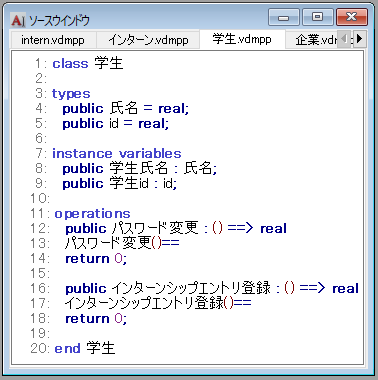 ソースウインドウ
intern.vdmpp インターン.vdmpp 学生.vdmpp 企業.vdm
1: class 学生
2:
3: types
4: public 氏名 = real;
5: public id = real;
6:
7: instance variables
8: public 学生氏名 : 氏名;
9: public 学生id : id;
10:
11: operations
12: public パスワード変更 : () ==> real
13: パスワード変更()==
14: return 0;
15:
16: public インターンシップエントリ登録 : () ==> real
17: インターンシップエントリ登録()==
18: return 0;
19:
20: end 学生